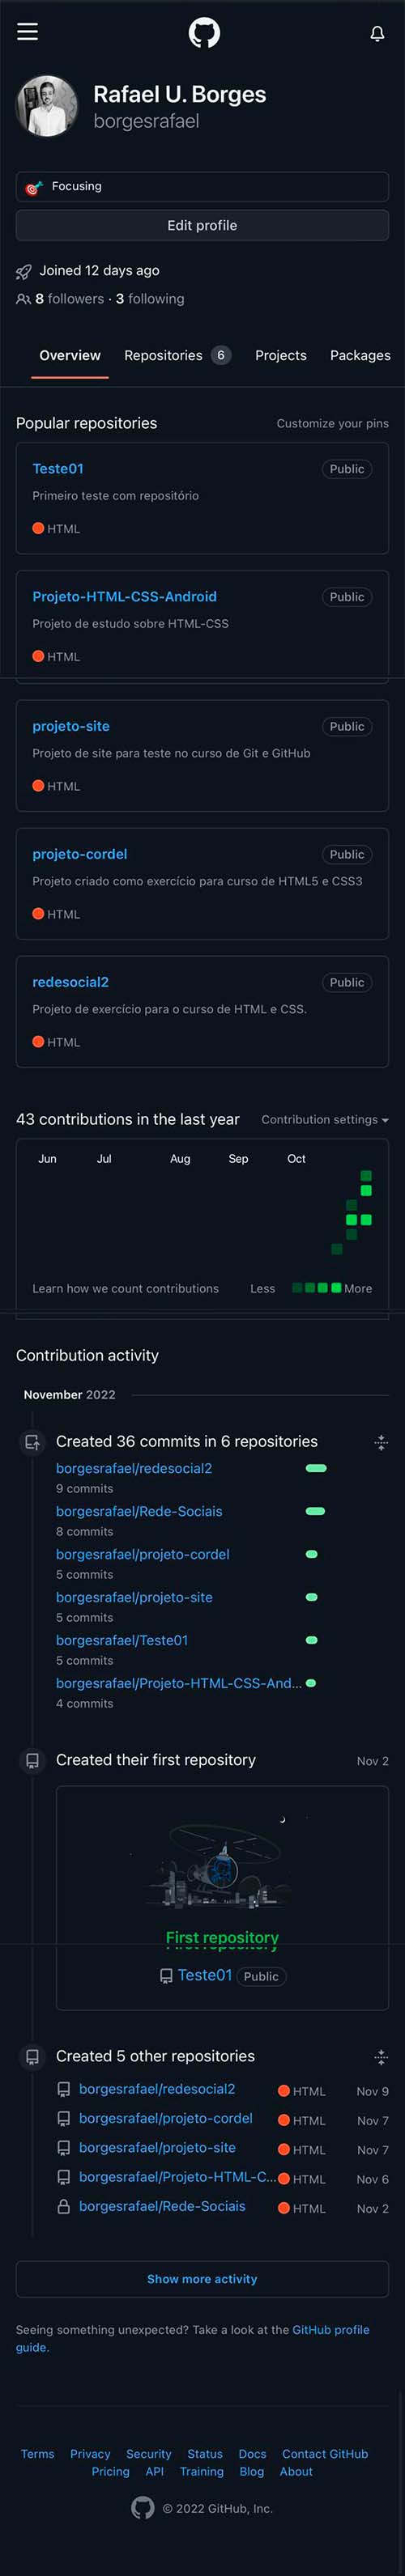 Rafael U. Borges
borgesrafael
Focusing
Edit profile
Joined 12 days ago
8 followers · 3 following
Overview Repositories 6 Projects Packages
Popular repositories Customize your pins
Teste01 Public
Primeiro teste com repositório
HTML
Projeto-HTML-CSS-Android Public
Projeto de estudo sobre HTML-CSS
HTML
projeto-site Public
Projeto de site para teste no curso de Git e GitHub
HTML
projeto-cordel Public
Projeto criado como exercício para curso de HTML5 e CSS3
HTML
redesocial2 Public
Projeto de exercício para o curso de HTML e CSS.
HTML
43 contributions in the last year Contribution settings
Jun Jul Aug Sep Oct
Learn how we count contributions Less More
Contribution activity
November 2022
Created 36 commits in 6 repositories
borgesrafael/redesocial2
9 commits
borgesrafael/Rede-Sociais
8 commits
borgesrafael/projeto-cordel
5 commits
borgesrafael/projeto-site
5 commits
borgesrafael/Teste01
5 commits
borgesrafael/Projeto-HTML-CSS-And...
4 commits
Created their first repository Nov 2
First repository
Teste01 Public
Created 5 other repositories
borgesrafael/redesocial2 HTML Nov 9
borgesrafael/projeto-cordel HTML Nov 7
borgesrafael/projeto-site HTML Nov 7
borgesrafael/Projeto-HTML-C... HTML Nov 6
borgesrafael/Rede-Sociais HTML Nov 2
Show more activity
Seeing something unexpected? Take a look at the GitHub profile
guide.
Terms Privacy Security Status Docs Contact GitHub
Pricing API Training Blog About
© 2022 GitHub, Inc.